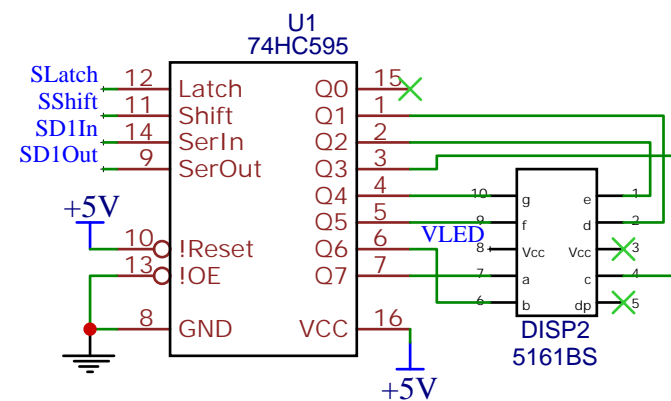 U1
74HC595
SLatch 12 Latch Q0 15
SShift 11 Shift Q1 1
SD1In 14 SerIn Q2 2
SD1Out 9 SerOut Q3 3
Q4 4 10 g e 1
Q5 5 9 f d 2
+5V 10 !Reset Q6 6 VLED 8 Vcc Vcc 3
13 !OE Q7 7 7 a c 4
6 b dp 5
8 GND VCC 16
DISP2
5161BS
+5V